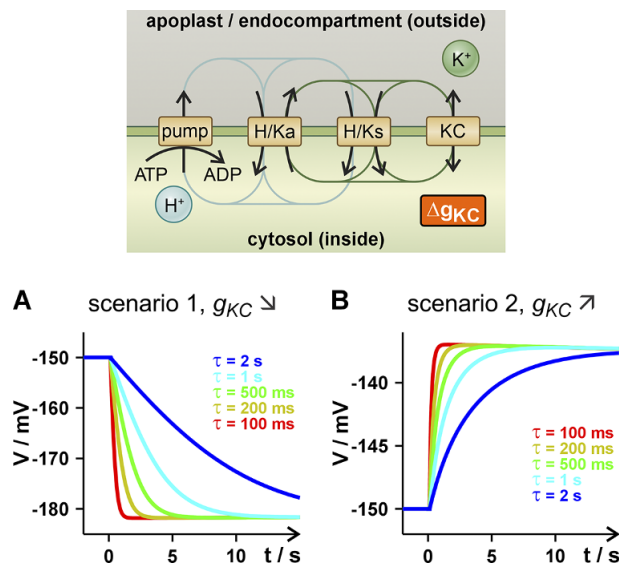 apoplast / endocompartment (outside)
K⁺
pump
H/Ka
H/Ks
KC
ATP
ADP
H⁺
ΔgKC
cytosol (inside)
A
scenario 1, gKC ↘
B
scenario 2, gKC ↗
V / mV
-150
-160
-170
-180
τ = 2 s
τ = 1 s
τ = 500 ms
τ = 200 ms
τ = 100 ms
0
5
10
t / s
V / mV
-140
-145
-150
τ = 100 ms
τ = 200 ms
τ = 500 ms
τ = 1 s
τ = 2 s
0
5
10
t / s